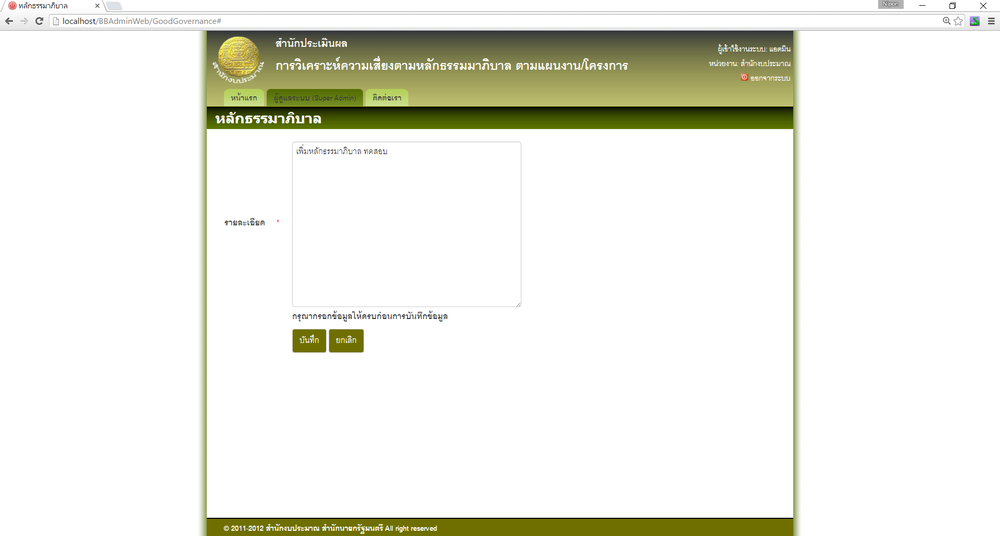 หลักธรรมาภิบาล
Nipon
localhost/BBAdminWeb/GoodGovernance#
สำนักงบประมาณ
สำนักประเมินผล
การวิเคราะห์ความเสี่ยงตามหลักธรรมมาภิบาล ตามแผนงาน/โครงการ
ผู้เข้าใช้งานระบบ: แอดมิน
หน่วยงาน: สำนักงบประมาณ
ออกจากระบบ
หน้าแรก
ผู้ดูแลระบบ (Super Admin)
ติดต่อเรา
หลักธรรมาภิบาล
เพิ่มหลักธรรมาภิบาล ทดสอบ
รายละเอียด *
กรุณากรอกข้อมูลให้ครบก่อนการบันทึกข้อมูล
บันทึก
ยกเลิก
© 2011-2012 สำนักงบประมาณ สำนักนายกรัฐมนตรี All right reserved